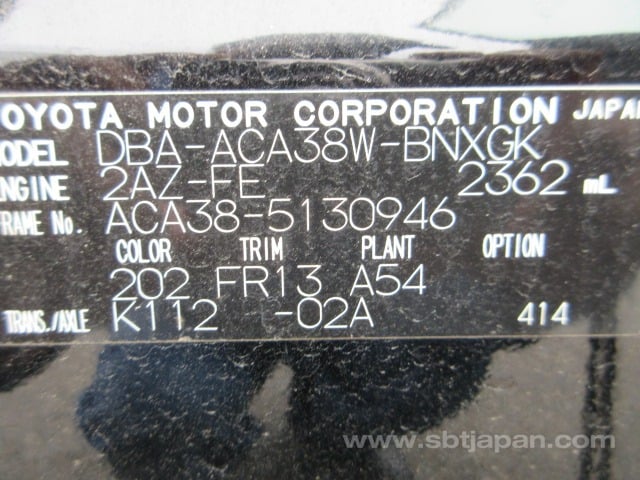 TOYOTA MOTOR CORPORATION JAPAN
MODEL DBA-ACA38W-BNXGK
ENGINE 2AZ-FE 2362 mL
FRAME No. ACA38-5130946
COLOR TRIM PLANT OPTION
202 FR13 A54
TRANS./AXLE K112 -02A 414
www.sbtjapan.com